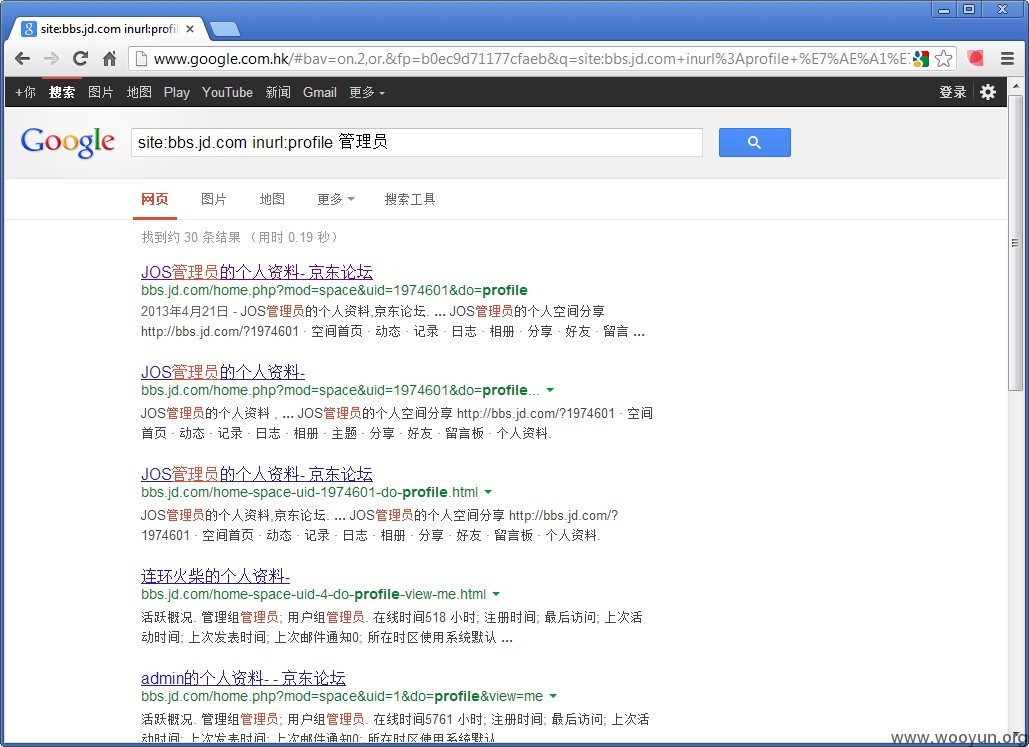 site:bbs.jd.com inurl:profil
www.google.com.hk/#bav=on.2,or.&fp=b0ec9d71177cfaeb&q=site:bbs.jd.com+inurl%3Aprofile+%E7%AE%A1%E
+你 搜索 图片 地图 Play YouTube 新闻 Gmail 更多 登录
Google site:bbs.jd.com inurl:profile 管理员
网页 图片 地图 更多 搜索工具
找到约 30 条结果 （用时 0.19 秒）
JOS管理员的个人资料- 京东论坛
bbs.jd.com/home.php?mod=space&uid=1974601&do=profile
2013年4月21日 - JOS管理员的个人资料,京东论坛. ... JOS管理员的个人空间分享
http://bbs.jd.com/?1974601 · 空间首页 · 动态 · 记录 · 日志 · 相册 · 分享 · 好友 · 留言 ...
JOS管理员的个人资料-
bbs.jd.com/home.php?mod=space&uid=1974601&do=profile...
JOS管理员的个人资料 , ... JOS管理员的个人空间分享 http://bbs.jd.com/?1974601 · 空间
首页 · 动态 · 记录 · 日志 · 相册 · 主题 · 分享 · 好友 · 留言板 · 个人资料.
JOS管理员的个人资料- 京东论坛
bbs.jd.com/home-space-uid-1974601-do-profile.html
JOS管理员的个人资料,京东论坛. ... JOS管理员的个人空间分享 http://bbs.jd.com/?
1974601 · 空间首页 · 动态 · 记录 · 日志 · 相册 · 分享 · 好友 · 留言板 · 个人资料.
连环火柴的个人资料-
bbs.jd.com/home-space-uid-4-do-profile-view-me.html
活跃概况. 管理组管理员; 用户组管理员. 在线时间518 小时; 注册时间; 最后访问; 上次活
动时间; 上次发表时间; 上次邮件通知0; 所在时区使用系统默认 ...
admin的个人资料- - 京东论坛
bbs.jd.com/home.php?mod=space&uid=1&do=profile&view=me
活跃概况. 管理组管理员; 用户组管理员. 在线时间5761 小时; 注册时间; 最后访问; 上次活
动时间; 上次发表时间; 上次邮件通知0; 所在时区使用系统默认
www.wooyun.org